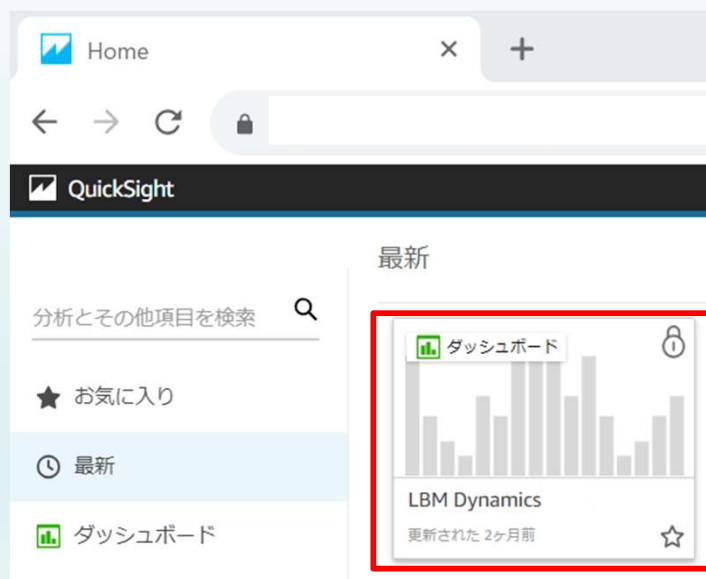 Home
QuickSight
最新
分析とその他項目を検索
お気に入り
最新
ダッシュボード
ダッシュボード
LBM Dynamics
更新された 2ヶ月前